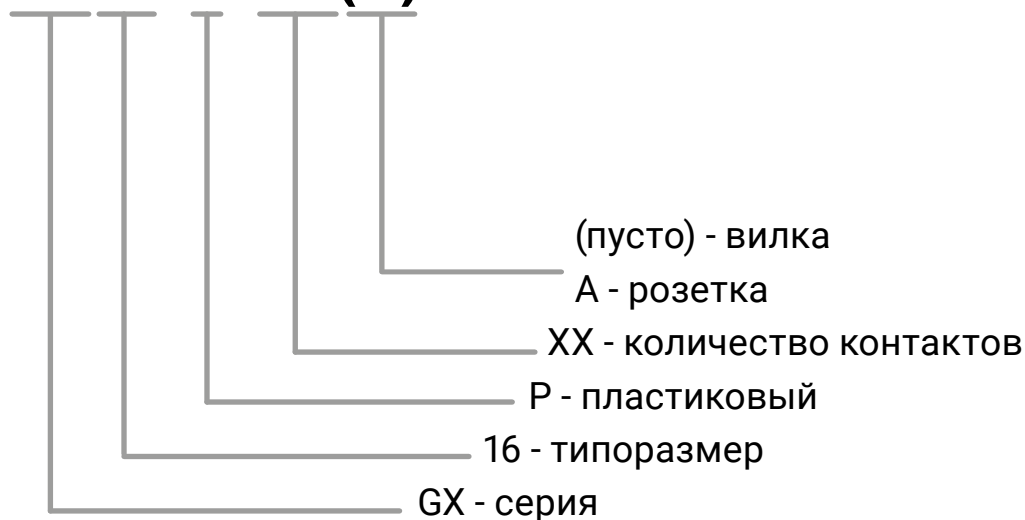 (пусто) - вилка
А - розетка
XX - количество контактов
P - пластиковый
16 - типоразмер
GX - серия